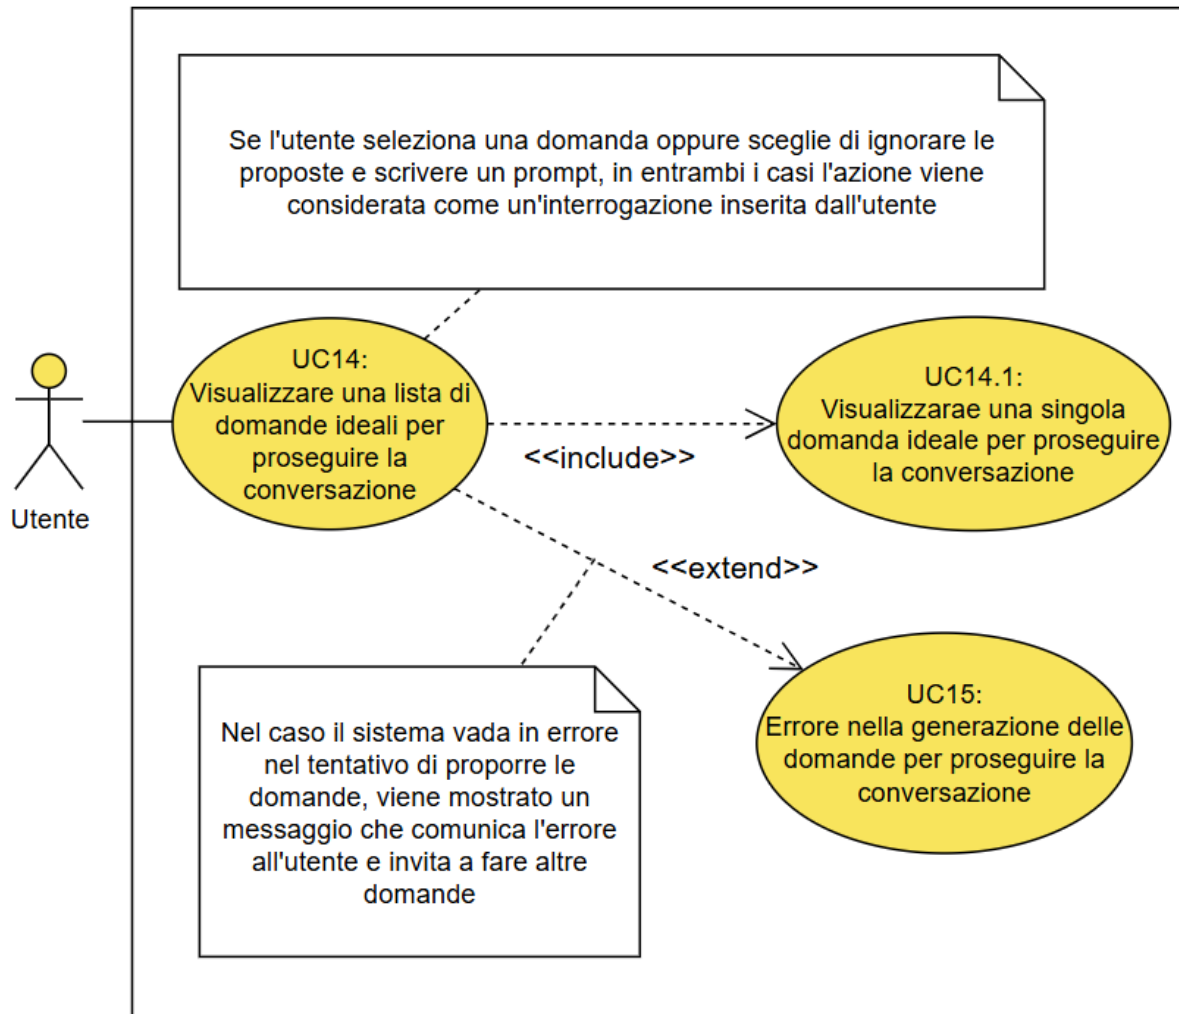 Se l'utente seleziona una domanda oppure sceglie di ignorare le
proposte e scrivere un prompt, in entrambi i casi l'azione viene
considerata come un'interrogazione inserita dall'utente
UC14:
Visualizzare una lista di
domande ideali per
proseguire la
conversazione
UC14.1:
Visualizzarae una singola
domanda ideale per proseguire
la conversazione
<<include>>
Utente
<<extend>>
UC15:
Errore nella generazione delle
domande per proseguire la
conversazione
Nel caso il sistema vada in errore
nel tentativo di proporre le
domande, viene mostrato un
messaggio che comunica l'errore
all'utente e invita a fare altre
domande